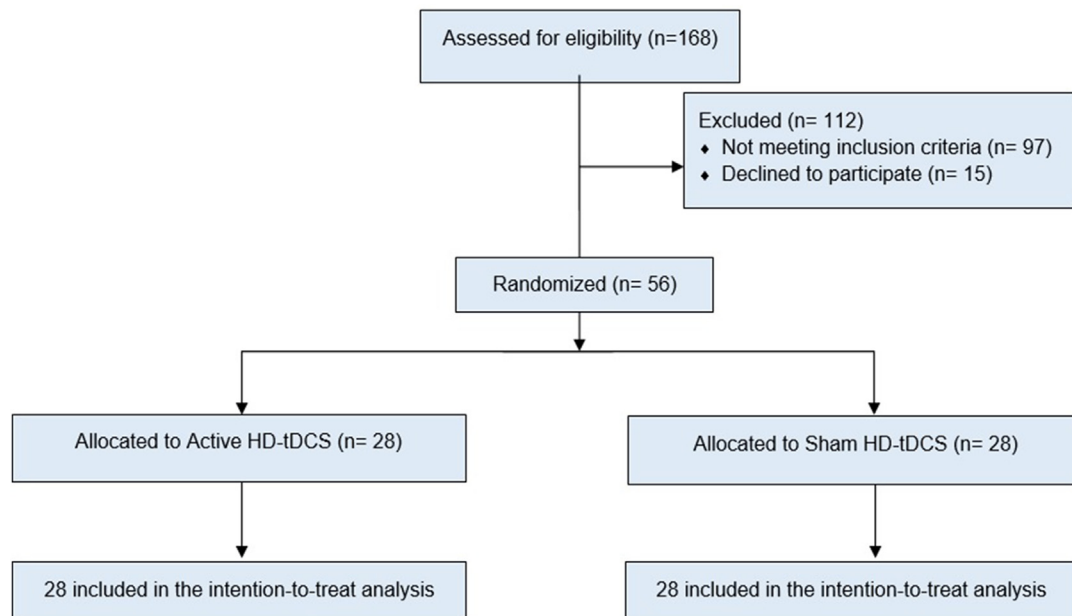 Assessed for eligibility (n=168)
Excluded (n= 112)
♦ Not meeting inclusion criteria (n= 97)
♦ Declined to participate (n= 15)
Randomized (n= 56)
Allocated to Active HD-tDCS (n= 28)
Allocated to Sham HD-tDCS (n= 28)
28 included in the intention-to-treat analysis
28 included in the intention-to-treat analysis